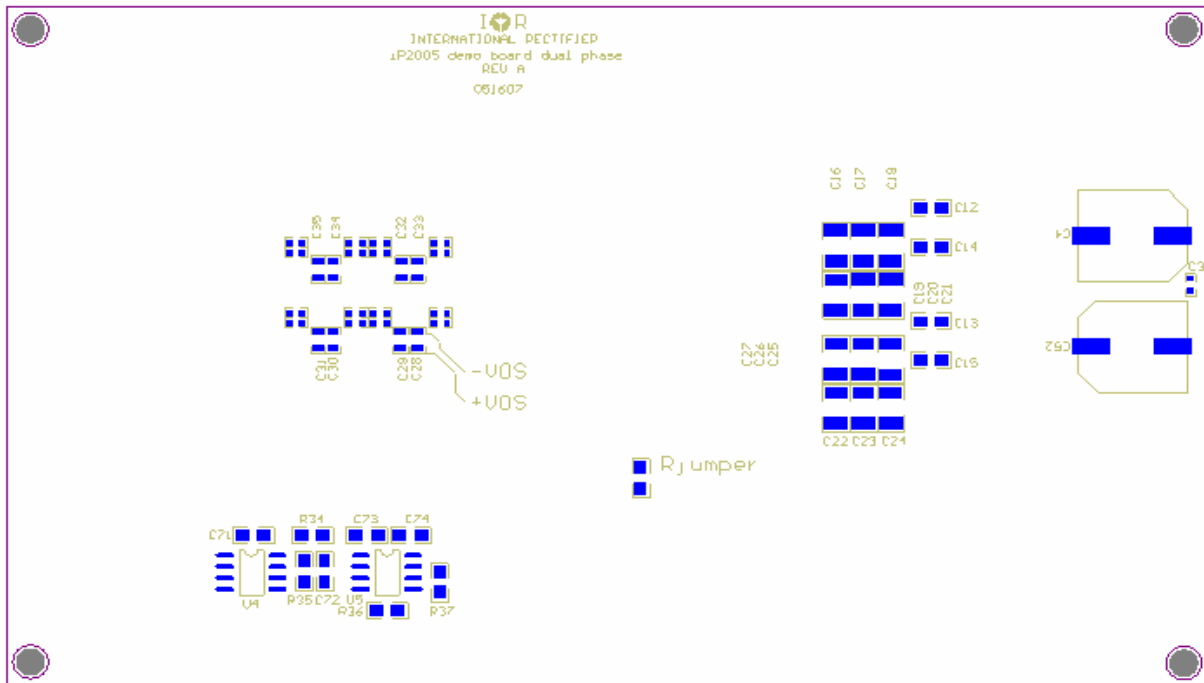 I R
INTERNATIONAL RECTIFIER
iP2005 demo board dual phase
REV A
051607
C16 C17 C18
C12
C35 C34 C32 C33
C4
C14
C3
C19 C20 C21
C13
C52
C27 C26 C25
C15
C31 C30 C29 C28
-VOS
+VOS
C22 C23 C24
Rjumper
C71 R34 C73 C74
U4 R35 C72 U5 R36 R37